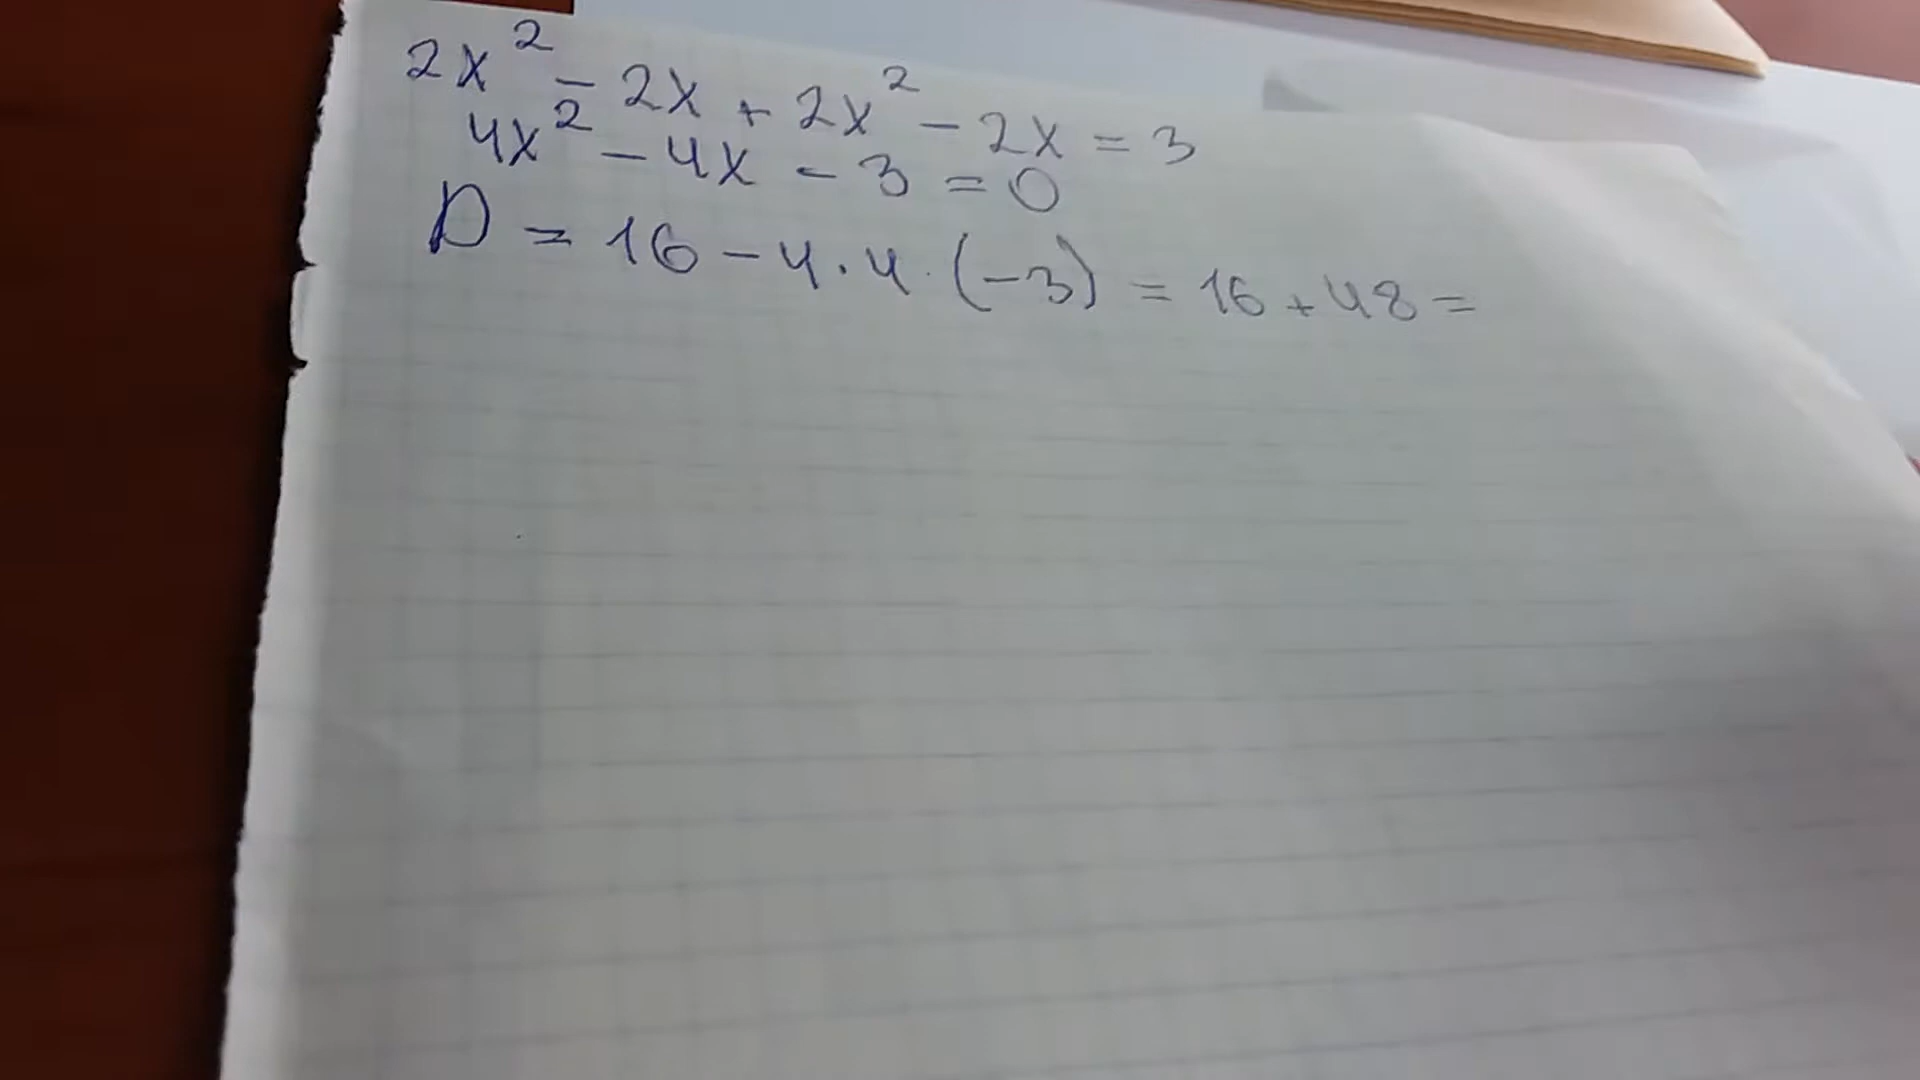 2x² - 2x + 2x² - 2x = 3
4x² - 4x - 3 = 0
D = 16 - 4 · 4 · (-3) = 16 + 48 =